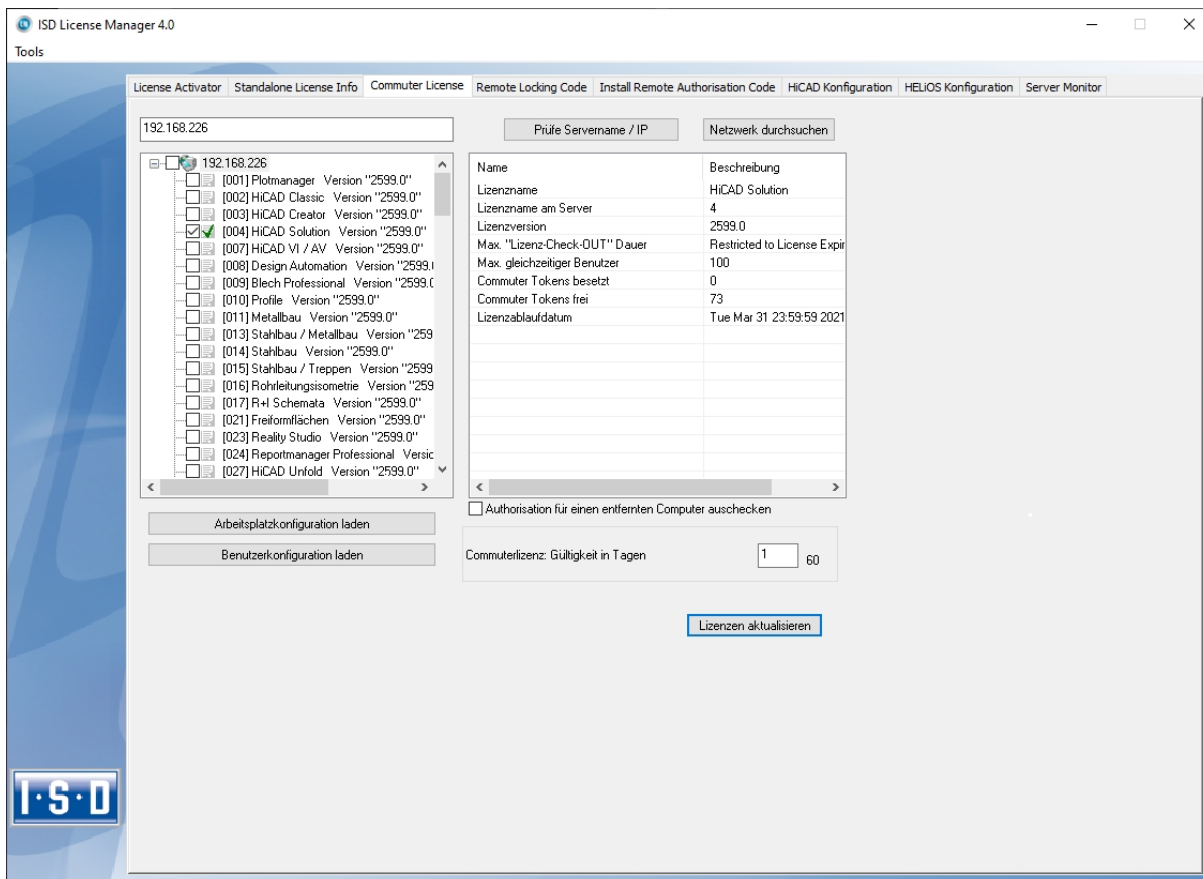 ISD License Manager 4.0
Tools
License Activator Standalone License Info Commuter License Remote Locking Code Install Remote Authorisation Code HiCAD Konfiguration HELiOS Konfiguration Server Monitor
192.168.226
Prüfe Servername / IP
Netzwerk durchsuchen
192.168.226
[001] Plotmanager Version "2599.0"
[002] HiCAD Classic Version "2599.0"
[003] HiCAD Creator Version "2599.0"
[004] HiCAD Solution Version "2599.0"
[007] HiCAD VI / AV Version "2599.0"
[008] Design Automation Version "2599.
[009] Blech Professional Version "2599.0
[010] Profile Version "2599.0"
[011] Metallbau Version "2599.0"
[013] Stahlbau / Metallbau Version "259
[014] Stahlbau Version "2599.0"
[015] Stahlbau / Treppen Version "2599
[016] Rohrleitungsisometrie Version "259
[017] R+I Schemata Version "2599.0"
[021] Freiformflächen Version "2599.0"
[023] Reality Studio Version "2599.0"
[024] Reportmanager Professional Versic
[027] HiCAD Unfold Version "2599.0"
Name Beschreibung
Lizenzname HiCAD Solution
Lizenzname am Server 4
Lizenzversion 2599.0
Max. "Lizenz-Check-OUT" Dauer Restricted to License Expir
Max. gleichzeitiger Benutzer 100
Commuter Tokens besetzt 0
Commuter Tokens frei 73
Lizenzablaufdatum Tue Mar 31 23:59:59 2021
Arbeitsplatzkonfiguration laden
Benutzerkonfiguration laden
Authorisation für einen entfernten Computer auschecken
Commuterlizenz: Gültigkeit in Tagen 1 60
Lizenzen aktualisieren
I·S·D